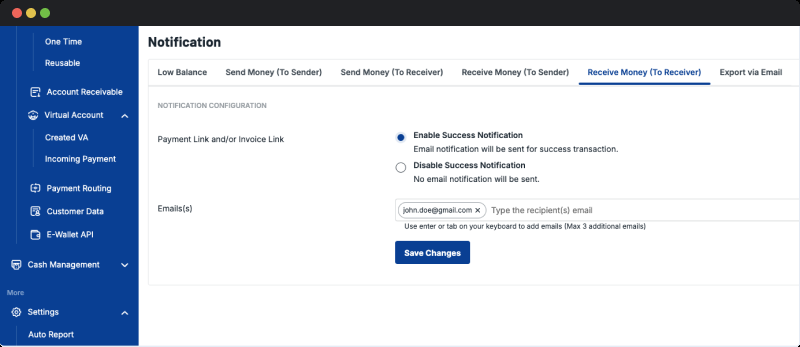 One Time
Reusable
Account Receivable
Virtual Account
Created VA
Incoming Payment
Payment Routing
Customer Data
E-Wallet API
Cash Management
More
Settings
Auto Report
Notification
Low Balance
Send Money (To Sender)
Send Money (To Receiver)
Receive Money (To Sender)
Receive Money (To Receiver)
Export via Email
NOTIFICATION CONFIGURATION
Payment Link and/or Invoice Link
Enable Success Notification
Email notification will be sent for success transaction.
Disable Success Notification
No email notification will be sent.
Emails(s)
john.doe@gmail.com ×
Type the recipient(s) email
Use enter or tab on your keyboard to add emails (Max 3 additional emails)
Save Changes